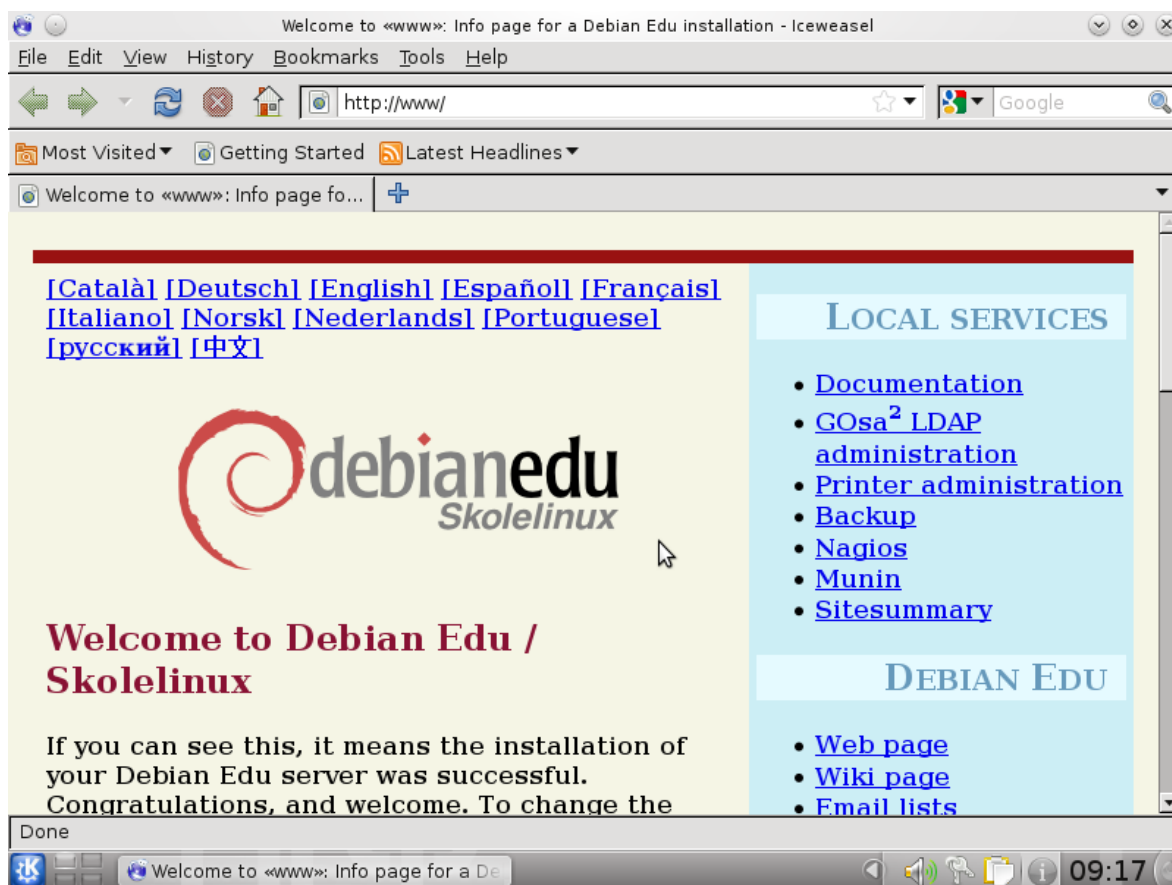 Welcome to «www»: Info page for a Debian Edu installation - Iceweasel
File Edit View History Bookmarks Tools Help
http://www/
Google
Most Visited Getting Started Latest Headlines
Welcome to «www»: Info page fo...
[Català] [Deutsch] [English] [Español] [Français]
[Italiano] [Norsk] [Nederlands] [Portuguese]
[русский] [中文]
debianedu
Skolelinux
Welcome to Debian Edu /
Skolelinux
If you can see this, it means the installation of
your Debian Edu server was successful.
Congratulations, and welcome. To change the
LOCAL SERVICES
Documentation
GOsa² LDAP
administration
Printer administration
Backup
Nagios
Munin
Sitesummary
DEBIAN EDU
Web page
Wiki page
Email lists
Done
Welcome to «www»: Info page for a De
09:17